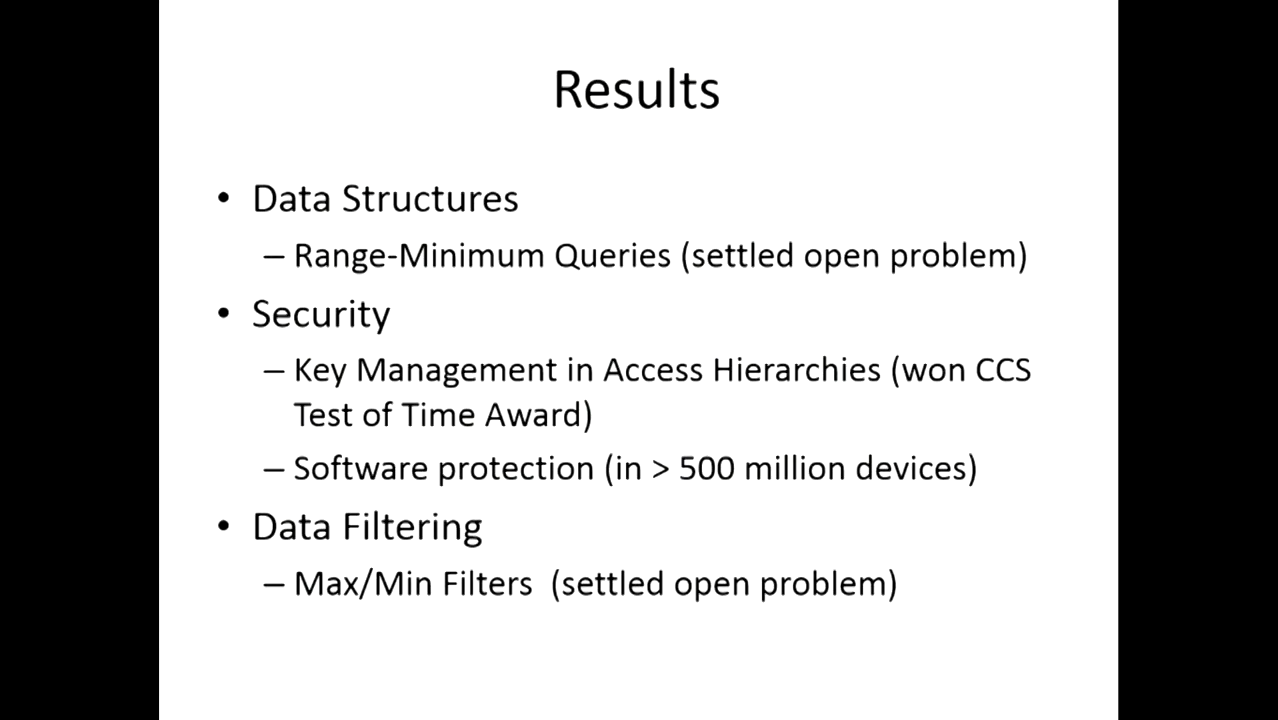 Results
• Data Structures
– Range-Minimum Queries (settled open problem)
• Security
– Key Management in Access Hierarchies (won CCS
Test of Time Award)
– Software protection (in > 500 million devices)
• Data Filtering
– Max/Min Filters  (settled open problem)